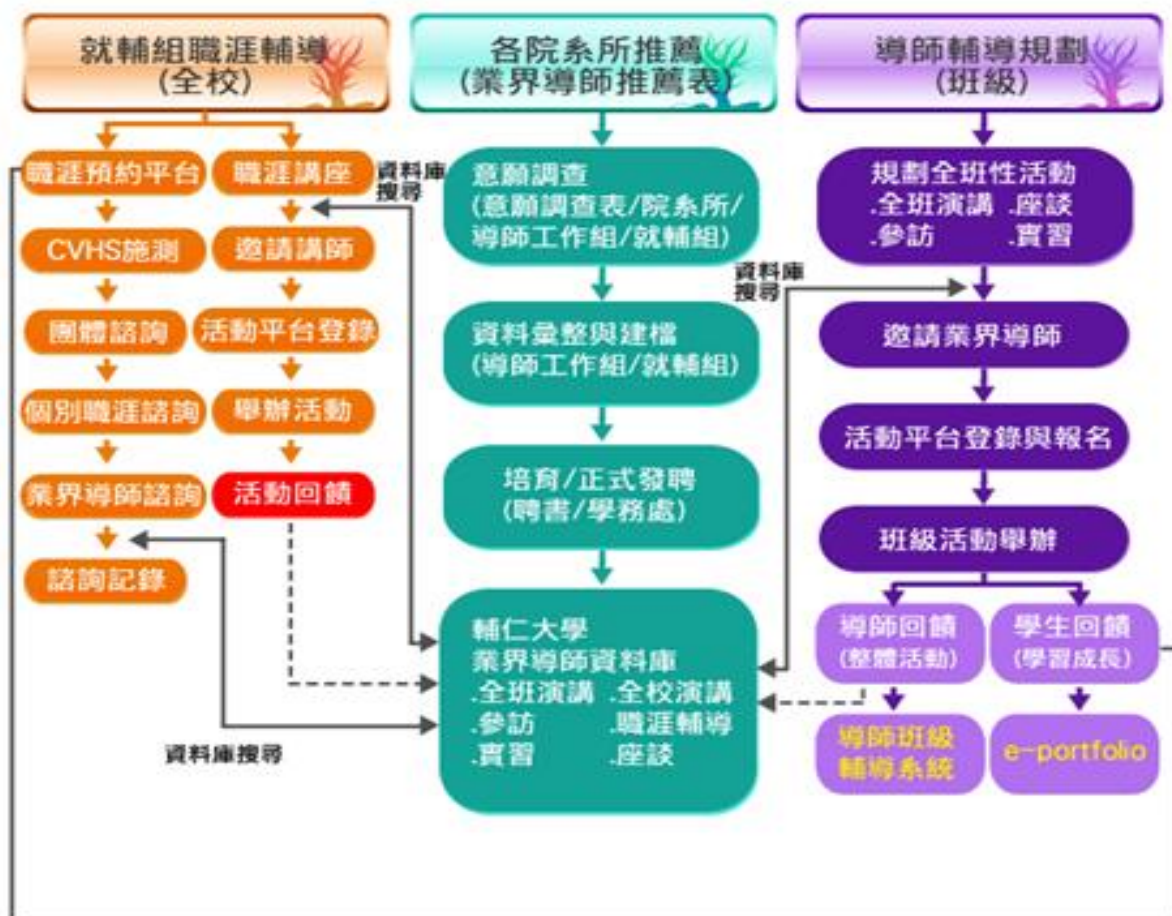 就輔組職涯輔導
(全校)
職涯預約平台
CVHS施測
團體諮詢
個別職涯諮詢
業界導師諮詢
諮詢記錄
職涯講座
邀請講師
活動平台登錄
舉辦活動
活動回饋
資料庫
搜尋
資料庫搜尋
各院系所推薦
(業界導師推薦表)
意願調查
(意願調查表/院系所/
導師工作組/就輔組)
資料彙整與建檔
(導師工作組/就輔組)
培育/正式發聘
(聘書/學務處)
輔仁大學
業界導師資料庫
.全班演講 .全校演講
.參訪 .職涯輔導
.實習 .座談
資料庫
搜尋
導師輔導規劃
(班級)
規劃全班性活動
.全班演講 .座談
.參訪 .實習
邀請業界導師
活動平台登錄與報名
班級活動舉辦
導師回饋
(整體活動)
導師班級
輔導系統
學生回饋
(學習成長)
e-portfolio